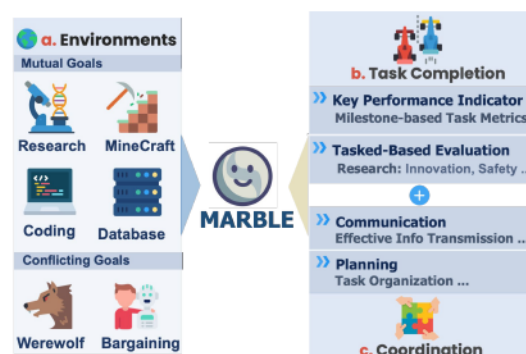 a. Environments
Mutual Goals
Research MineCraft
Coding Database
Conflicting Goals
Werewolf Bargaining
MARBLE
b. Task Completion
Key Performance Indicator
Milestone-based Task Metrics
Tasked-Based Evaluation
Research: Innovation, Safety ...
Communication
Effective Info Transmission ...
Planning
Task Organization ...
c. Coordination